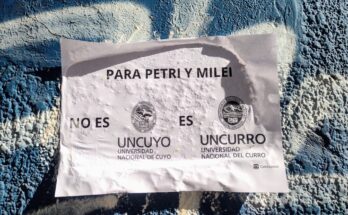 PARA PETRI Y MILEI
NO ES
UNCUYO
UNIVERSIDAD
NACIONAL DE CUYO
ES
UNCURRO
UNIVERSIDAD
NACIONAL DEL CURRO